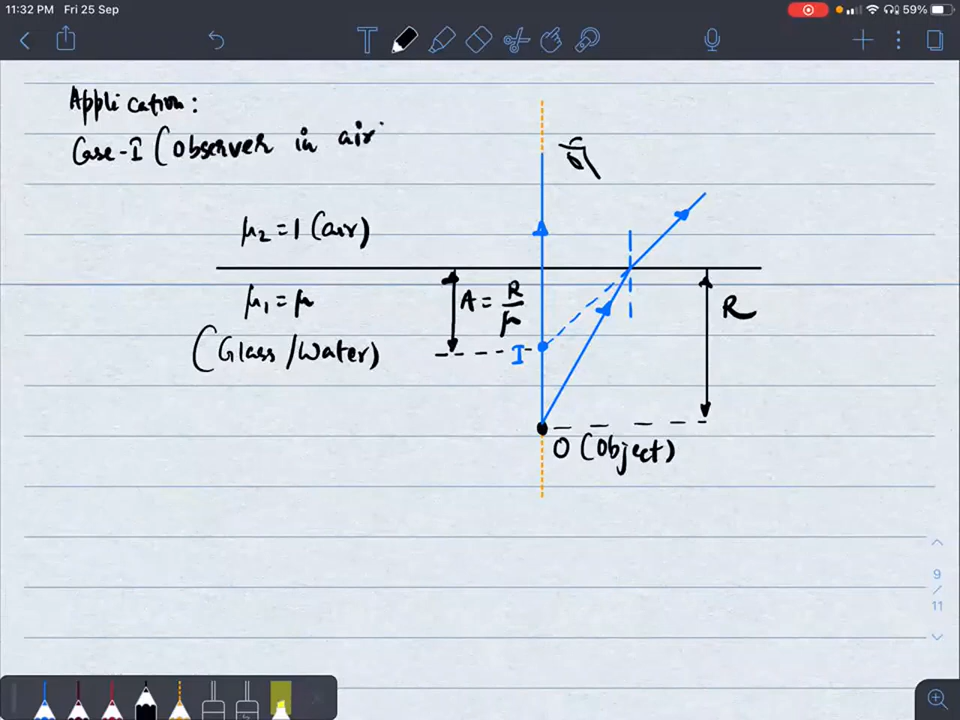 11:32 PM Fri 25 Sep
59%
Application:
Case-I (Observer in air
μ₂ = 1 (air)
μ₁ = μ
(Glass/Water)
A = R/μ
R
I
O (Object)
9
/
11